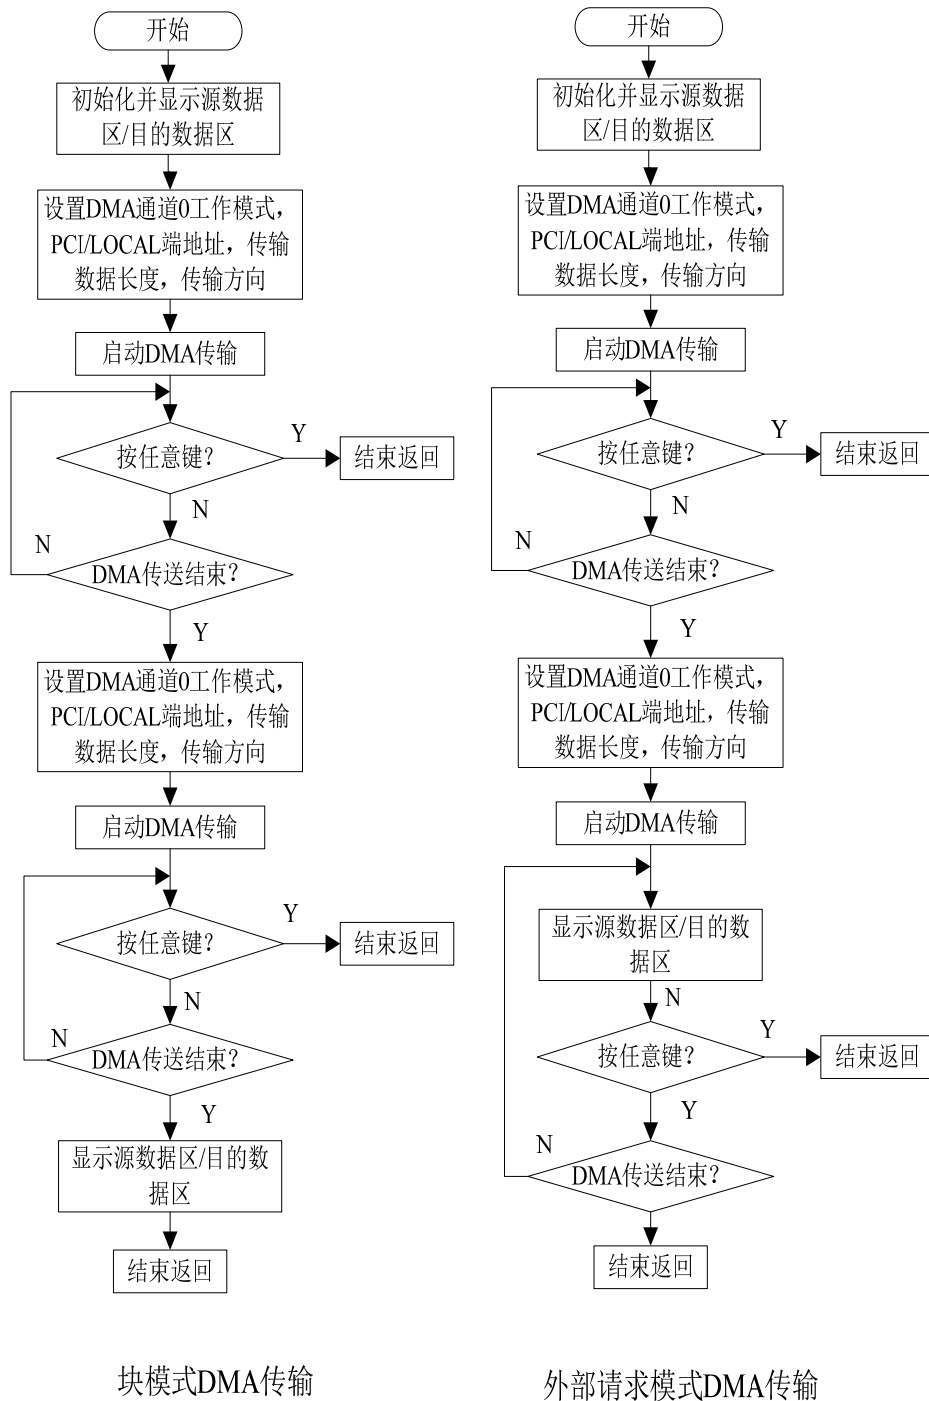 开始
初始化并显示源数据
区/目的数据区
设置DMA通道0工作模式，
PCI/LOCAL端地址，传输
数据长度，传输方向
启动DMA传输
按任意键？
Y
结束返回
N
DMA传送结束？
N
Y
设置DMA通道0工作模式，
PCI/LOCAL端地址，传输
数据长度，传输方向
启动DMA传输
按任意键？
Y
结束返回
N
DMA传送结束？
N
Y
显示源数据区/目的数
据区
结束返回
块模式DMA传输
开始
初始化并显示源数据
区/目的数据区
设置DMA通道0工作模式，
PCI/LOCAL端地址，传输
数据长度，传输方向
启动DMA传输
按任意键？
Y
结束返回
N
DMA传送结束？
N
Y
设置DMA通道0工作模式，
PCI/LOCAL端地址，传输
数据长度，传输方向
启动DMA传输
显示源数据区/目的数
据区
N
按任意键？
Y
结束返回
Y
DMA传送结束？
N
结束返回
外部请求模式DMA传输